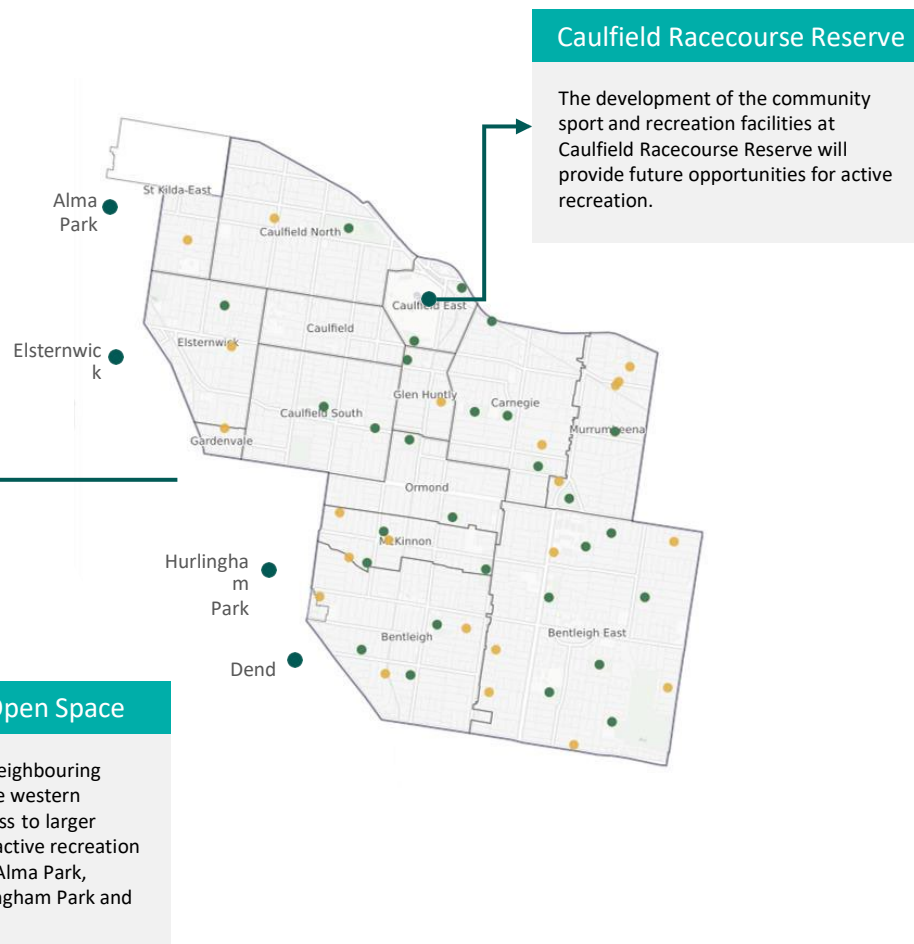 Caulfield Racecourse Reserve
The development of the community
sport and recreation facilities at
Caulfield Racecourse Reserve will
provide future opportunities for active
recreation.
Alma
Park
St Kilda-East
Caulfield North
Caulfield East
Elsternwic
k
Elsternwick
Caulfield
Glen Huntly
Carnegie
Caulfield South
Murrumbeena
Gardenvale
Ormond
McKinnon
Hurlingha
m
Park
Bentleigh
Bentleigh East
Dend
Open Space
eighbouring
e western
ss to larger
active recreation
Alma Park,
ngham Park and